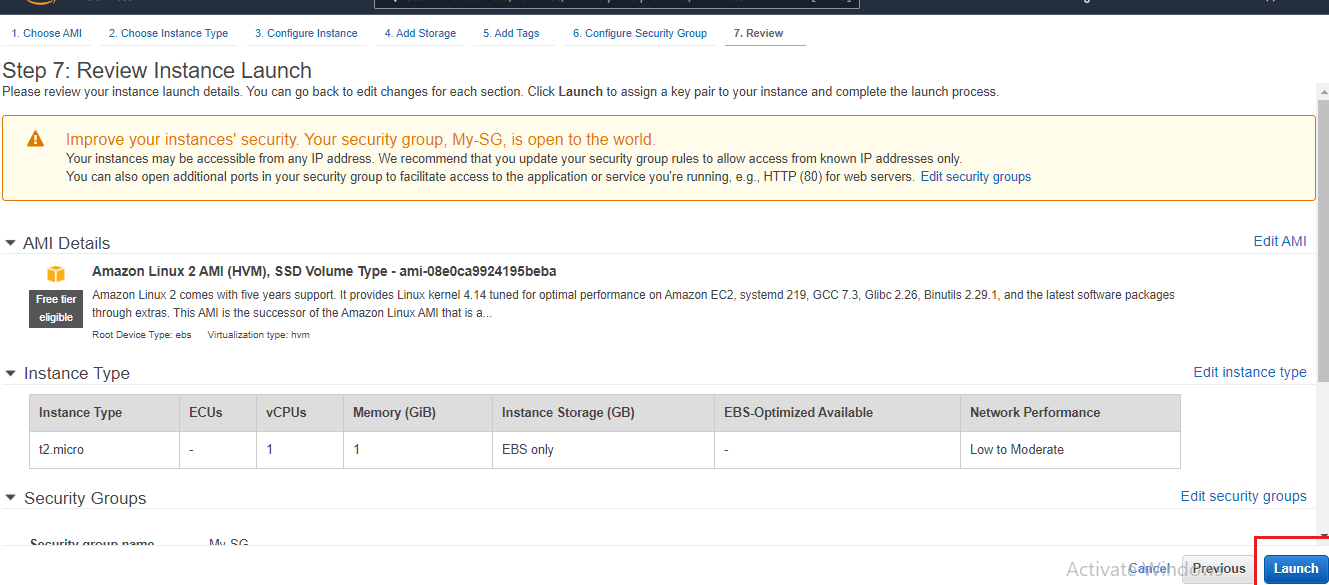 1. Choose AMI 2. Choose Instance Type 3. Configure Instance 4. Add Storage 5. Add Tags 6. Configure Security Group 7. Review
Step 7: Review Instance Launch
Please review your instance launch details. You can go back to edit changes for each section. Click Launch to assign a key pair to your instance and complete the launch process.
Improve your instances' security. Your security group, My-SG, is open to the world.
Your instances may be accessible from any IP address. We recommend that you update your security group rules to allow access from known IP addresses only.
You can also open additional ports in your security group to facilitate access to the application or service you're running, e.g., HTTP (80) for web servers. Edit security groups
AMI Details Edit AMI
Amazon Linux 2 AMI (HVM), SSD Volume Type - ami-08e0ca9924195beba
Free tier eligible
Amazon Linux 2 comes with five years support. It provides Linux kernel 4.14 tuned for optimal performance on Amazon EC2, systemd 219, GCC 7.3, Glibc 2.26, Binutils 2.29.1, and the latest software packages
through extras. This AMI is the successor of the Amazon Linux AMI that is a...
Root Device Type: ebs Virtualization type: hvm
Instance Type Edit instance type
Instance Type ECUs vCPUs Memory (GiB) Instance Storage (GB) EBS-Optimized Available Network Performance
t2.micro - 1 1 EBS only - Low to Moderate
Security Groups Edit security groups
Security group name My-SG
Activate Windows
Cancel Previous Launch